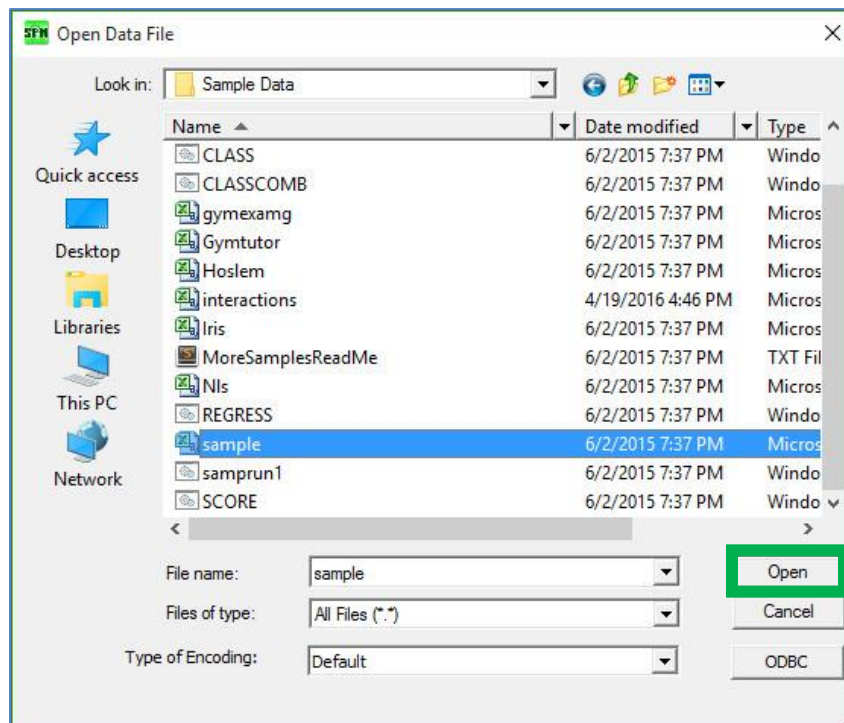 SPM Open Data File
Look in: Sample Data
Name Date modified Type
CLASS 6/2/2015 7:37 PM Windo
CLASSCOMB 6/2/2015 7:37 PM Windo
gymexamg 6/2/2015 7:37 PM Micros
Gymtutor 6/2/2015 7:37 PM Micros
Hoslem 6/2/2015 7:37 PM Micros
interactions 4/19/2016 4:46 PM Micros
Iris 6/2/2015 7:37 PM Micros
MoreSamplesReadMe 6/2/2015 7:37 PM TXT Fil
Nls 6/2/2015 7:37 PM Micros
REGRESS 6/2/2015 7:37 PM Windo
sample 6/2/2015 7:37 PM Micros
samprun1 6/2/2015 7:37 PM Windo
SCORE 6/2/2015 7:37 PM Windo
Quick access
Desktop
Libraries
This PC
Network
File name: sample Open
Files of type: All Files (*.*) Cancel
Type of Encoding: Default ODBC